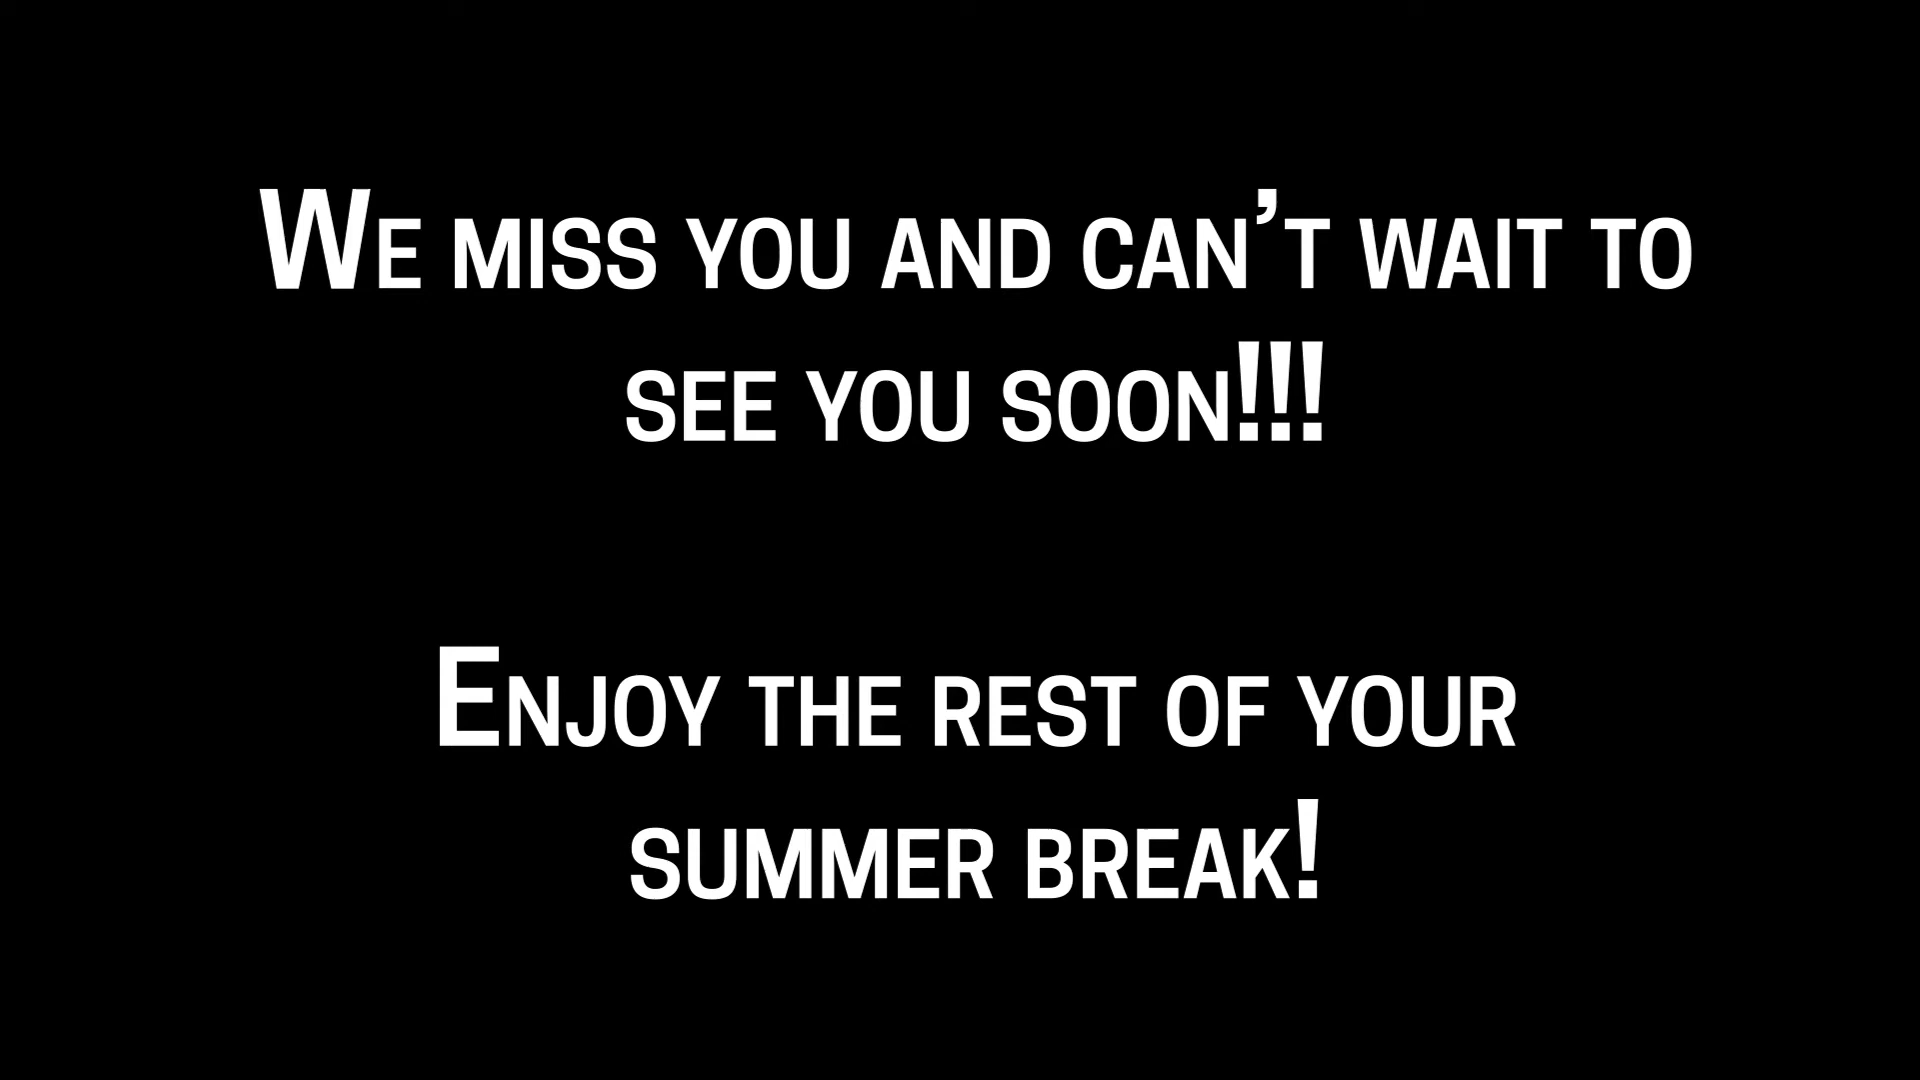 We miss you and can’t wait to
see you soon!!!
Enjoy the rest of your
summer break!